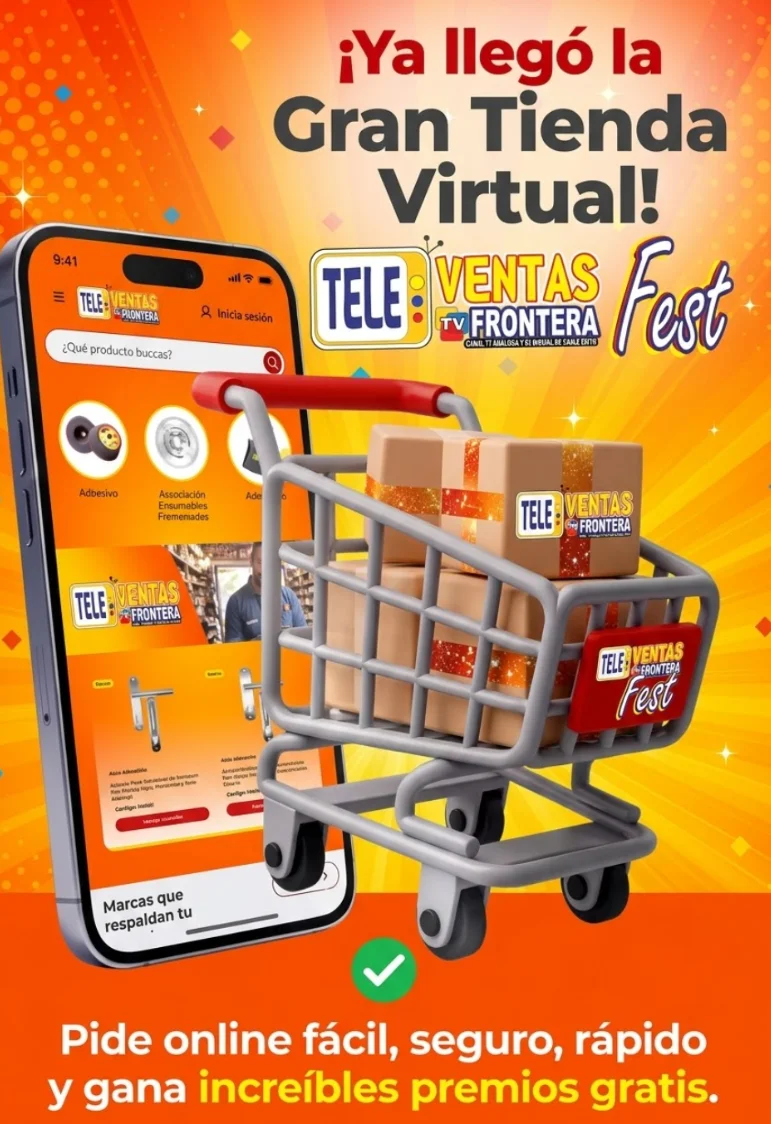 ¡Ya llegó la
Gran Tienda
Virtual!
TELE VENTAS
TV FRONTERA
Fest
9:41
TELE VENTAS
FRONTERA
Inicia sesión
¿Qué producto buccas?
Adbesivo
Asociación
Ensumables
Fremenades
TELE VENTAS
FRONTERA
TELE VENTAS
FRONTERA
TELE VENTAS
FRONTERA
Fest
Marcas que
respaldan tu
Pide online fácil, seguro, rápido
y gana increíbles premios gratis.